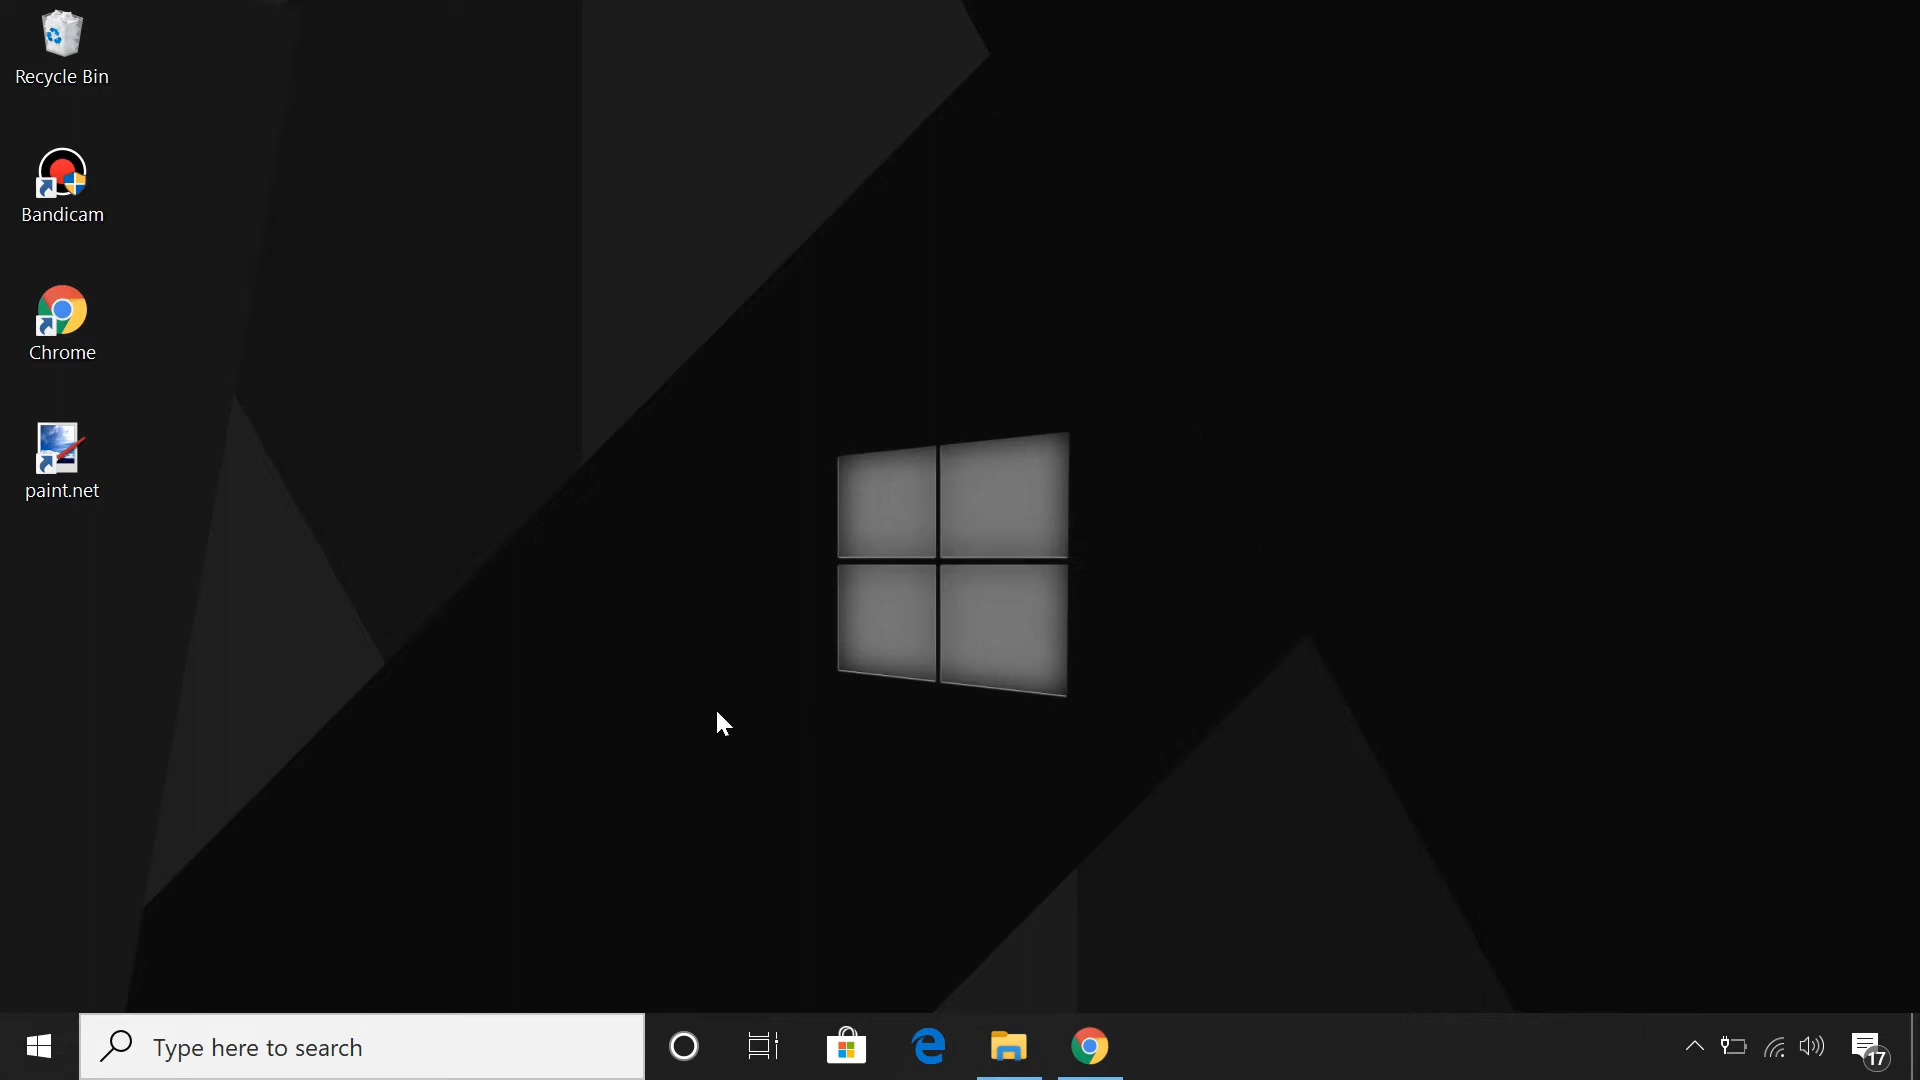 Recycle Bin
Bandicam
Chrome
paint.net
Type here to search
17